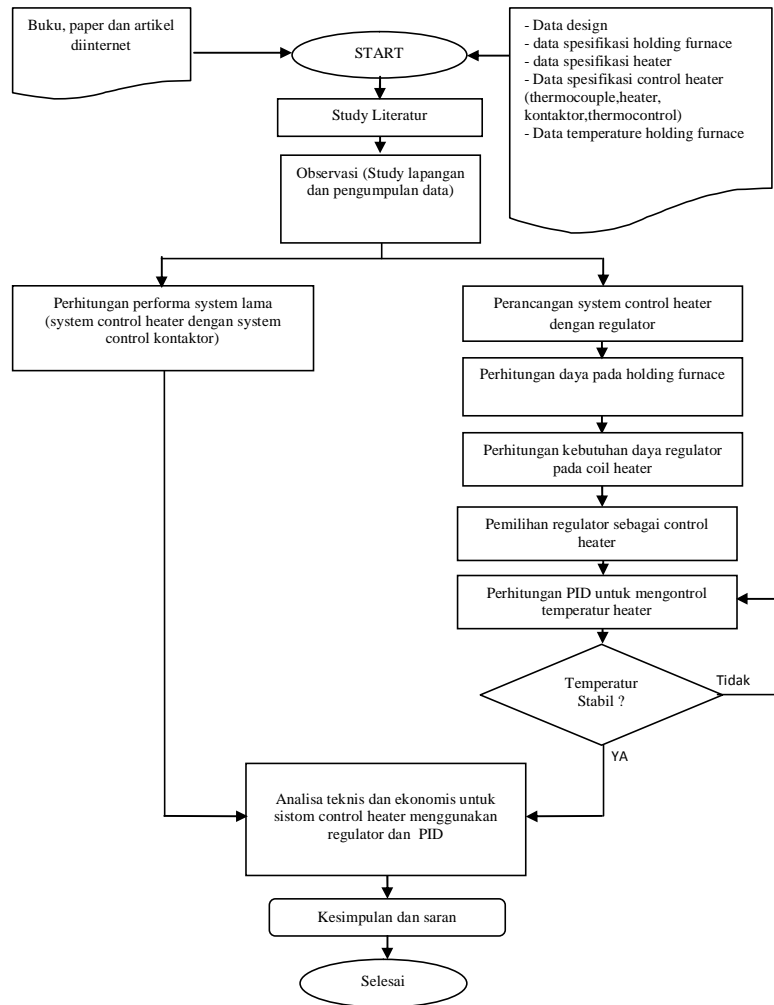 Buku, paper dan artikel
diinternet
START
- Data design
- data spesifikasi holding furnace
- data spesifikasi heater
- Data spesifikasi control heater
(thermocouple,heater,
kontaktor,thermocontrol)
- Data temperature holding furnace
Study Literatur
Observasi (Study lapangan
dan pengumpulan data)
Perhitungan performa system lama
(system control heater dengan system
control kontaktor)
Perancangan system control heater
dengan regulator
Perhitungan daya pada holding furnace
Perhitungan kebutuhan daya regulator
pada coil heater
Pemilihan regulator sebagai control
heater
Perhitungan PID untuk mengontrol
temperatur heater
Temperatur
Stabil ?
Tidak
YA
Analisa teknis dan ekonomis untuk
sistom control heater menggunakan
regulator dan PID
Kesimpulan dan saran
Selesai